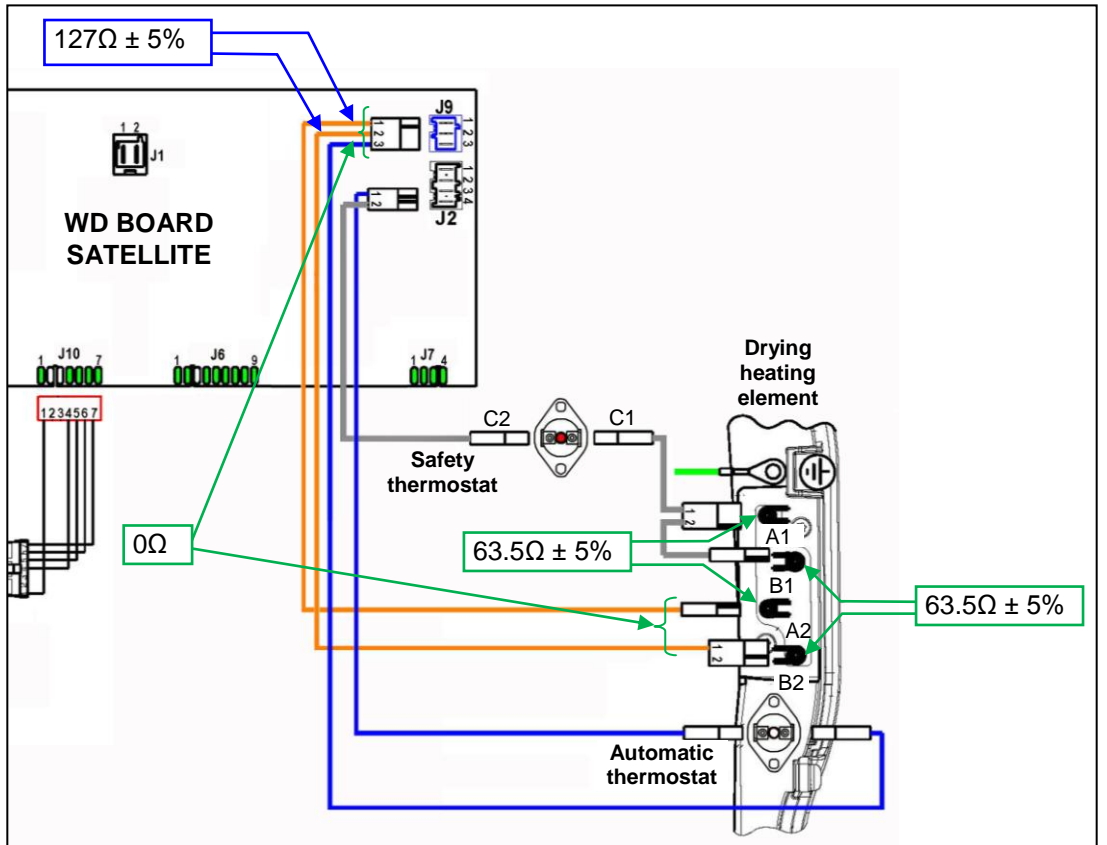 127Ω ± 5%
J9
1
2
3
1
2
3
1 2
J1
1
2
1
2
3
4
J2
WD BOARD
SATELLITE
J10
1 7
J6
1 9
J7
1 4
1234567
Drying
heating
element
C2
C1
Safety
thermostat
1
2
A1
0Ω
63.5Ω ± 5%
B1
63.5Ω ± 5%
A2
1
2
B2
Automatic
thermostat